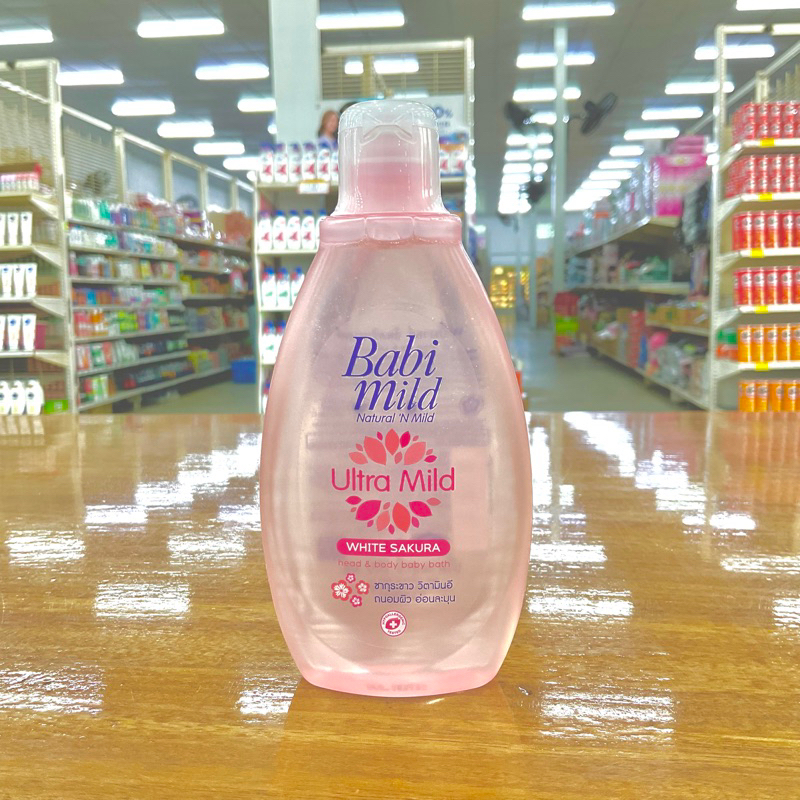 Babi
mild
Natural 'N Mild
Ultra Mild
WHITE SAKURA
head & body baby bath
ซากุระขาว วิตามินอี
ถนอมผิว อ่อนละมุน